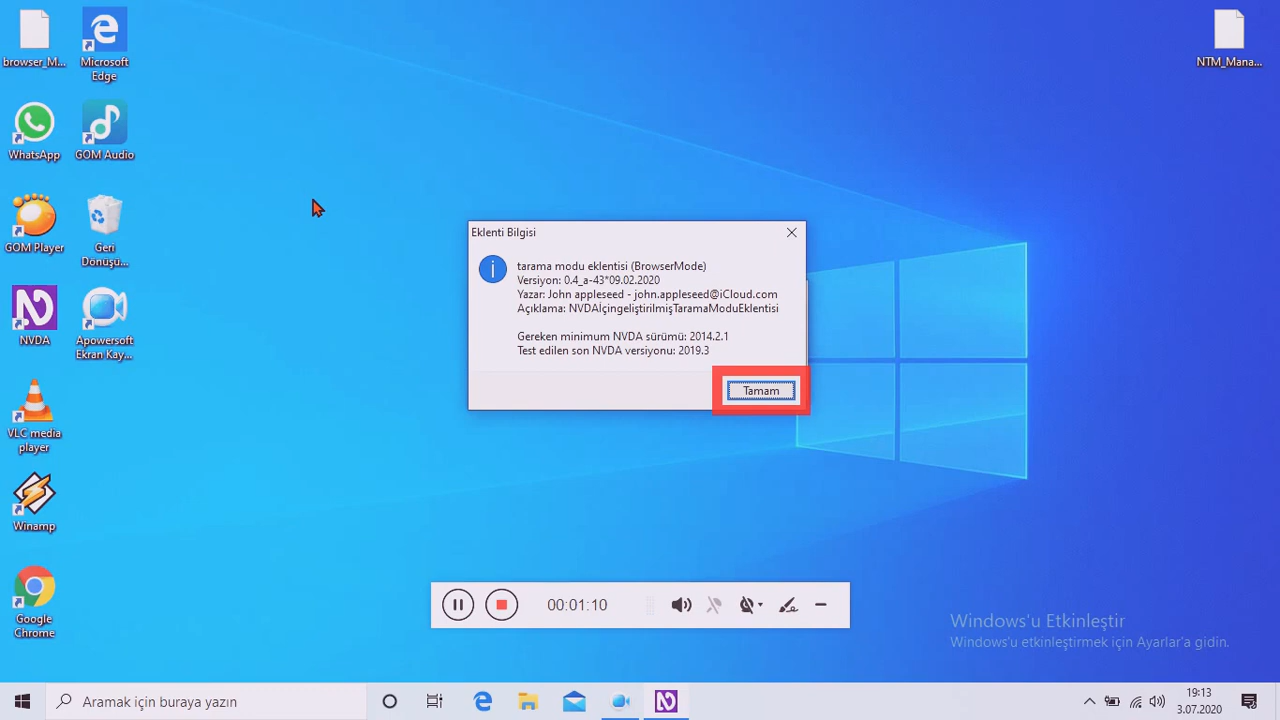 browser_M...
Microsoft
Edge
NTM_Mana...
WhatsApp
GOM Audio
GOM Player
Geri
Dönüşü...
NVDA
Apowersoft
Ekran Kay...
VLC media
player
Winamp
Google
Chrome
Eklenti Bilgisi
tarama modu eklentisi (BrowserMode)
Versiyon: 0.4_a-43*09.02.2020
Yazar: John appleseed - john.appleseed@iCloud.com
Açıklama: NVDAİçingeliştirilmişTaramaModuEklentisi
Gereken minimum NVDA sürümü: 2014.2.1
Test edilen son NVDA versiyonu: 2019.3
Tamam
00:01:10
Windows'u Etkinleştir
Windows'u etkinleştirmek için Ayarlar'a gidin.
Aramak için buraya yazın
19:13
3.07.2020